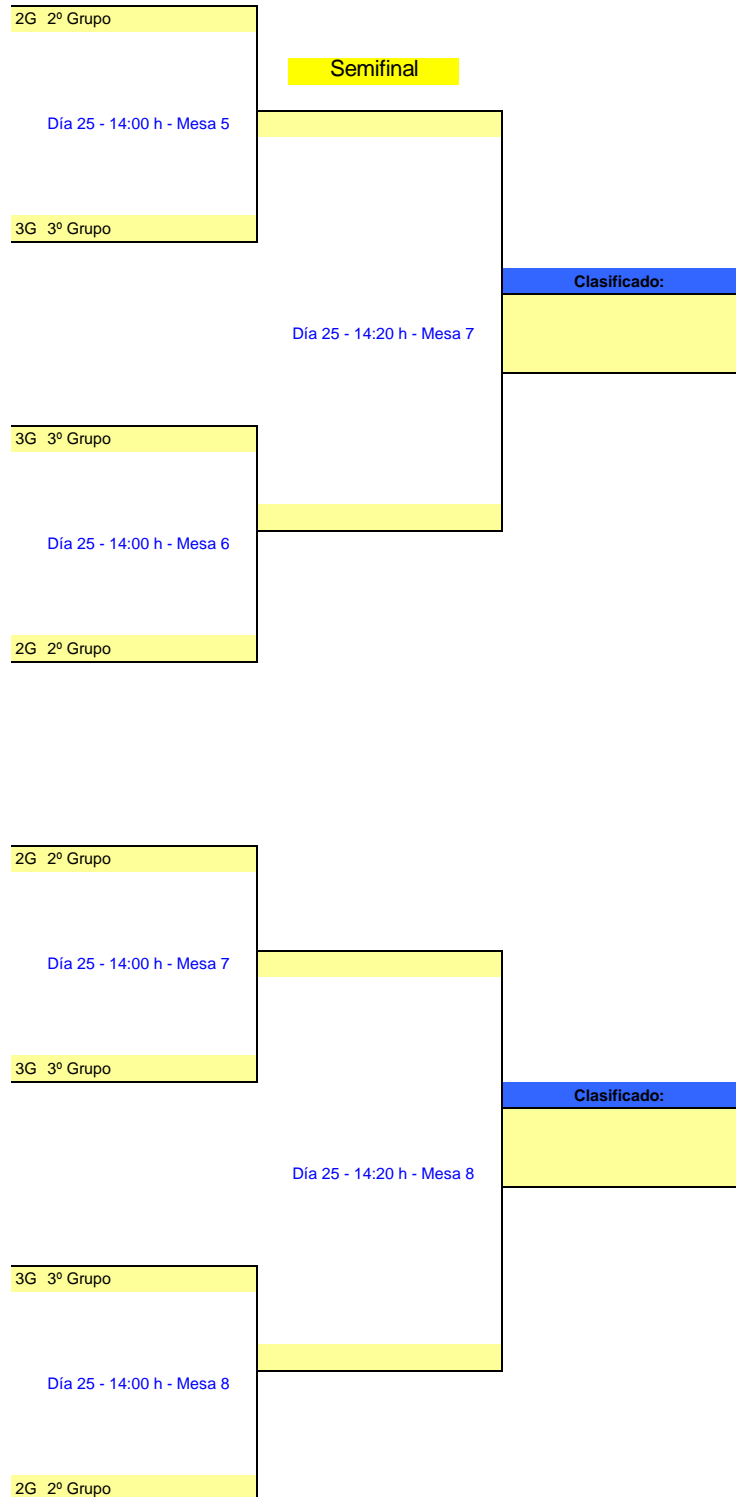 2G 2º Grupo
Semifinal
Día 25 - 14:00 h - Mesa 5
3G 3º Grupo
Clasificado:
Día 25 - 14:20 h - Mesa 7
3G 3º Grupo
Día 25 - 14:00 h - Mesa 6
2G 2º Grupo
2G 2º Grupo
Día 25 - 14:00 h - Mesa 7
3G 3º Grupo
Clasificado:
Día 25 - 14:20 h - Mesa 8
3G 3º Grupo
Día 25 - 14:00 h - Mesa 8
2G 2º Grupo